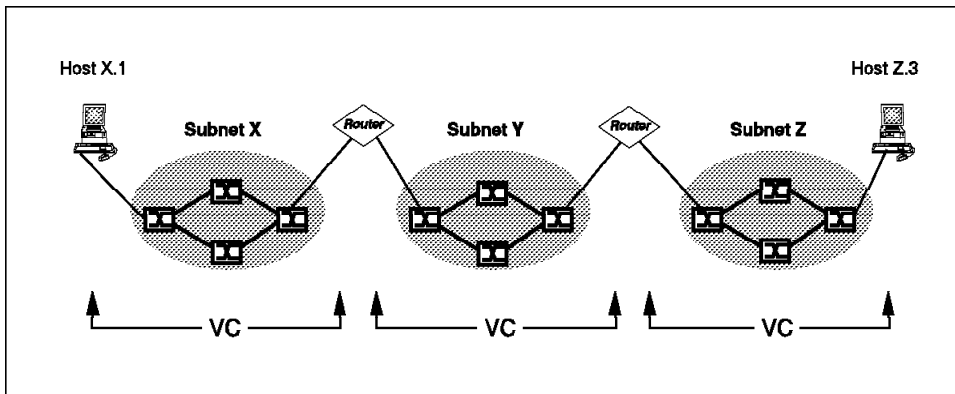 Host X.1
Host Z.3
Subnet X
Router
Subnet Y
Router
Subnet Z
VC
VC
VC